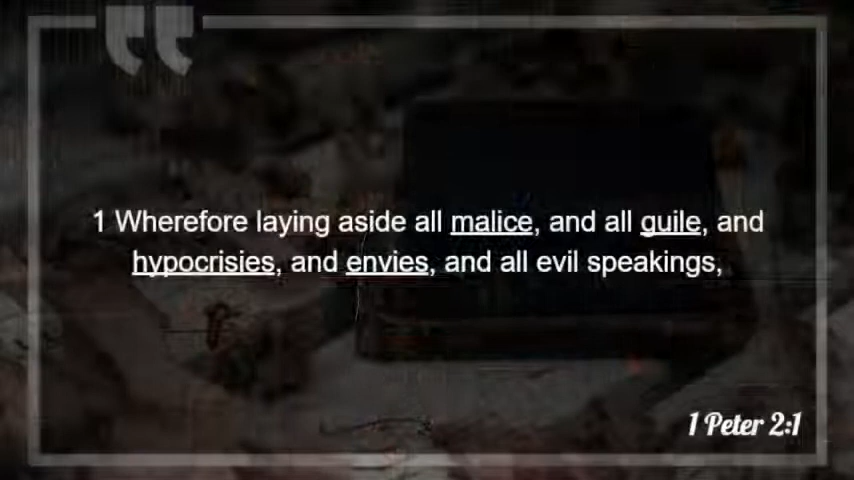 1 Wherefore laying aside all malice, and all guile, and
hypocrisies, and envies, and all evil speakings,
1 Peter 2:1